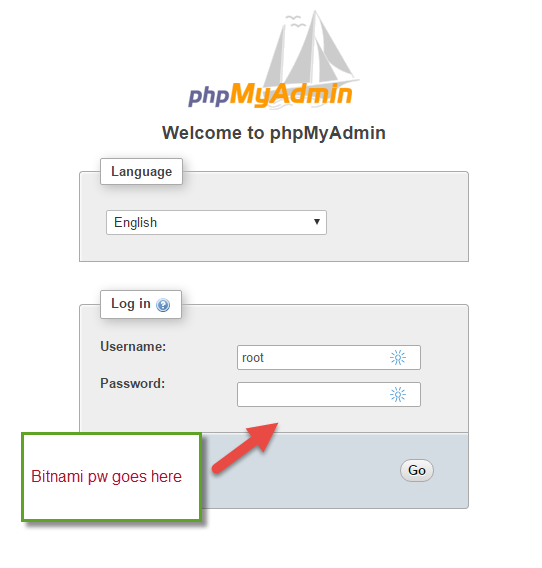 phpMyAdmin
Welcome to phpMyAdmin
Language
English
Log in ?
Username:
root
Password:
Bitnami pw goes here
Go